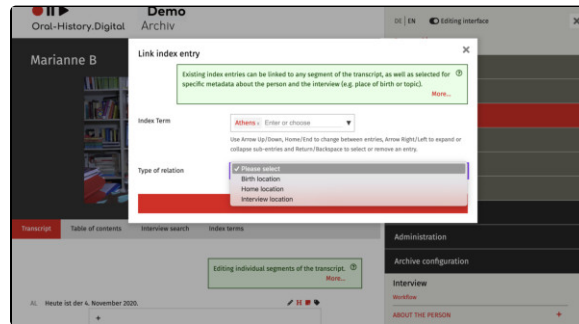 Oral-History.Digital
Demo
Archiv
DE | EN
Editing interface
Marianne B
Link index entry
Existing index entries can be linked to any segment of the transcript, as well as selected for
specific metadata about the person and the interview (e.g. place of birth or topic).
More...
Index Term
Athens x Enter or choose
Use Arrow Up/Down, Home/End to change between entries, Arrow Right/Left to expand or
collapse sub-entries and Return/Backspace to select or remove an entry.
Type of relation
✓ Please select
Birth location
Home location
Interview location
Transcript
Table of contents
Interview search
Index terms
Editing individual segments of the transcript.
More...
AL Heute ist der 4. November 2020.
H
+
Administration
Archive configuration
Interview
Workflow
ABOUT THE PERSON +